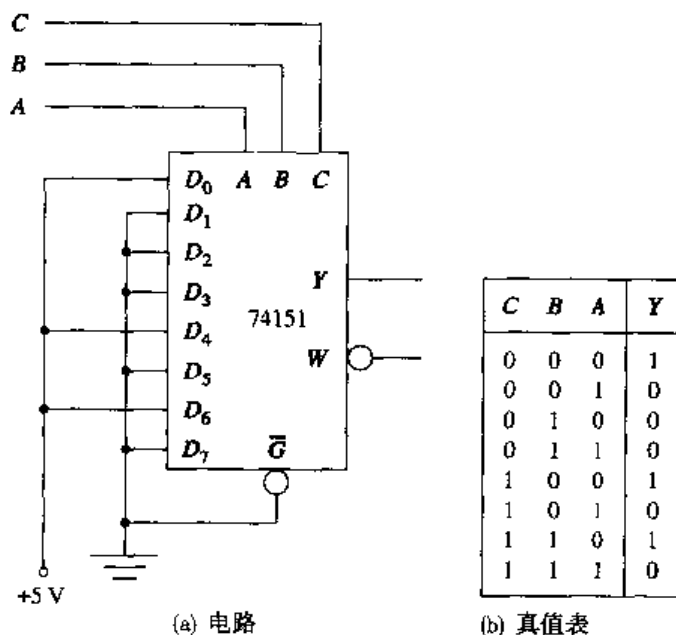 C
B
A
D₀ A B C
D₁
D₂
D₃
D₄
D₅
D₆
D₇
Y
74151
W
G̅
+5 V
(a) 电路
C B A Y
0 0 0 1
0 0 1 0
0 1 0 0
0 1 1 0
1 0 0 1
1 0 1 0
1 1 0 1
1 1 1 0
(b) 真值表